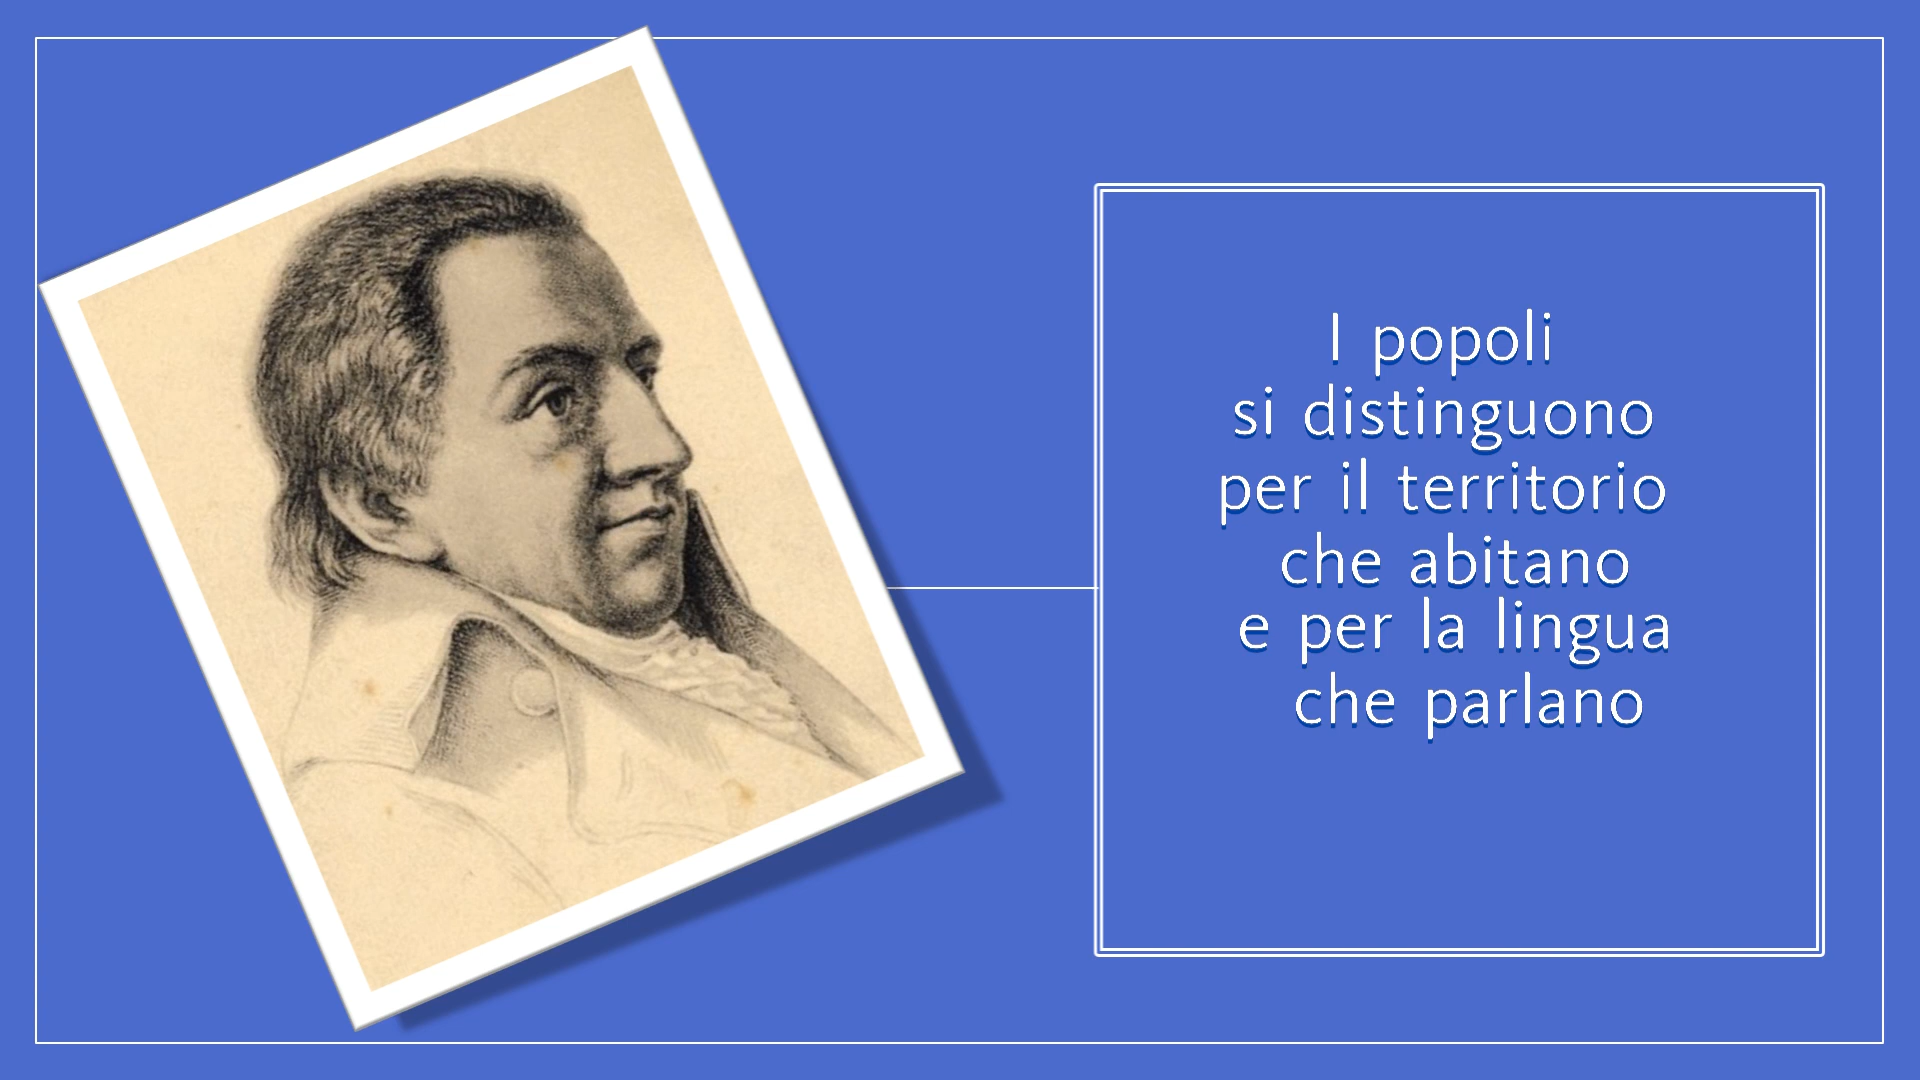 I popoli
si distinguono
per il territorio
che abitano
e per la lingua
che parlano